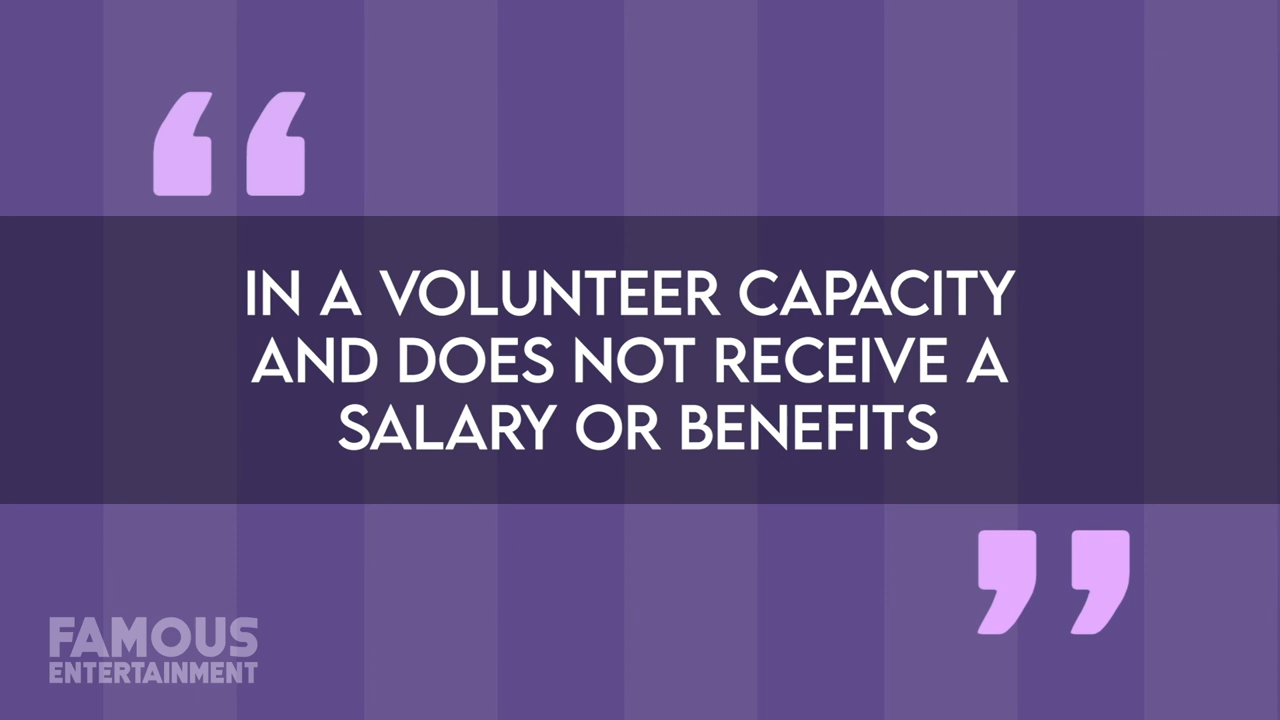 “
IN A VOLUNTEER CAPACITY
AND DOES NOT RECEIVE A
SALARY OR BENEFITS
”
FAMOUS
ENTERTAINMENT